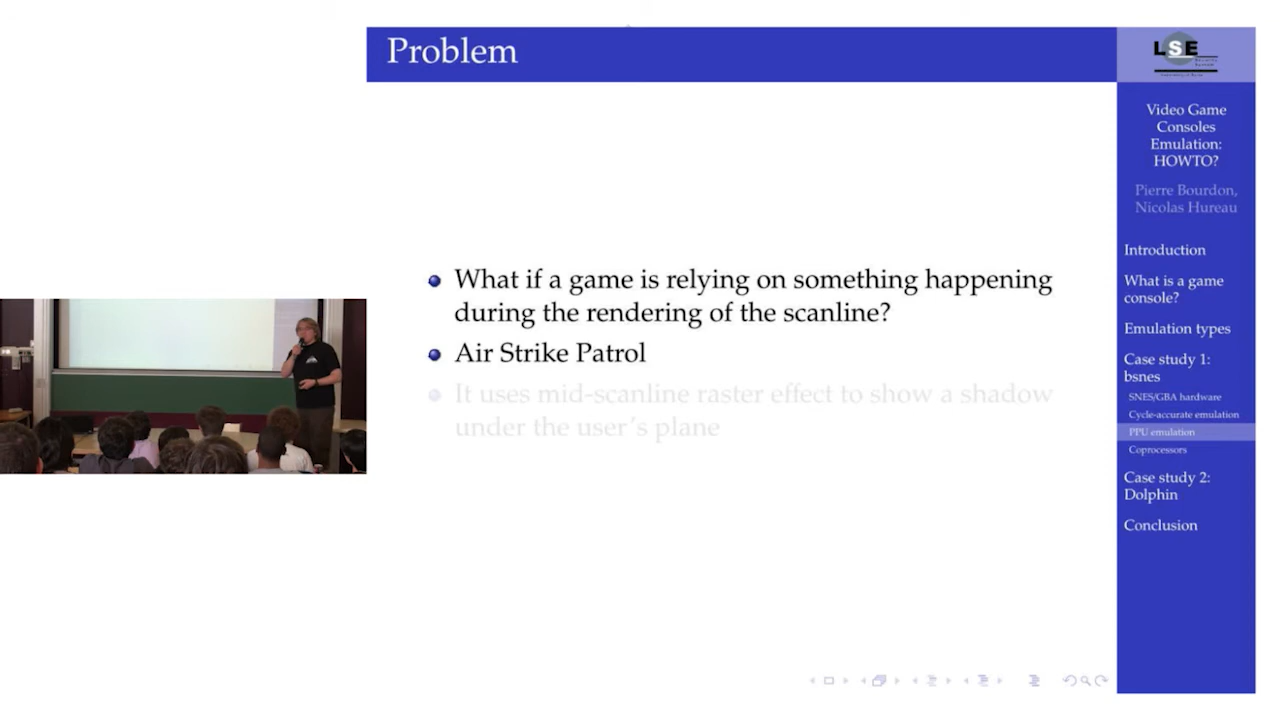 Problem
LSE
Video Game
Consoles
Emulation:
HOWTO?
Pierre Bourdon,
Nicolas Hureau
Introduction
What is a game
console?
Emulation types
Case study 1:
bsnes
SNES/GBA hardware
Cycle-accurate emulation
PPU emulation
Coprocessors
Case study 2:
Dolphin
Conclusion
What if a game is relying on something happening
during the rendering of the scanline?
Air Strike Patrol
It uses mid-scanline raster effect to show a shadow
under the user's plane